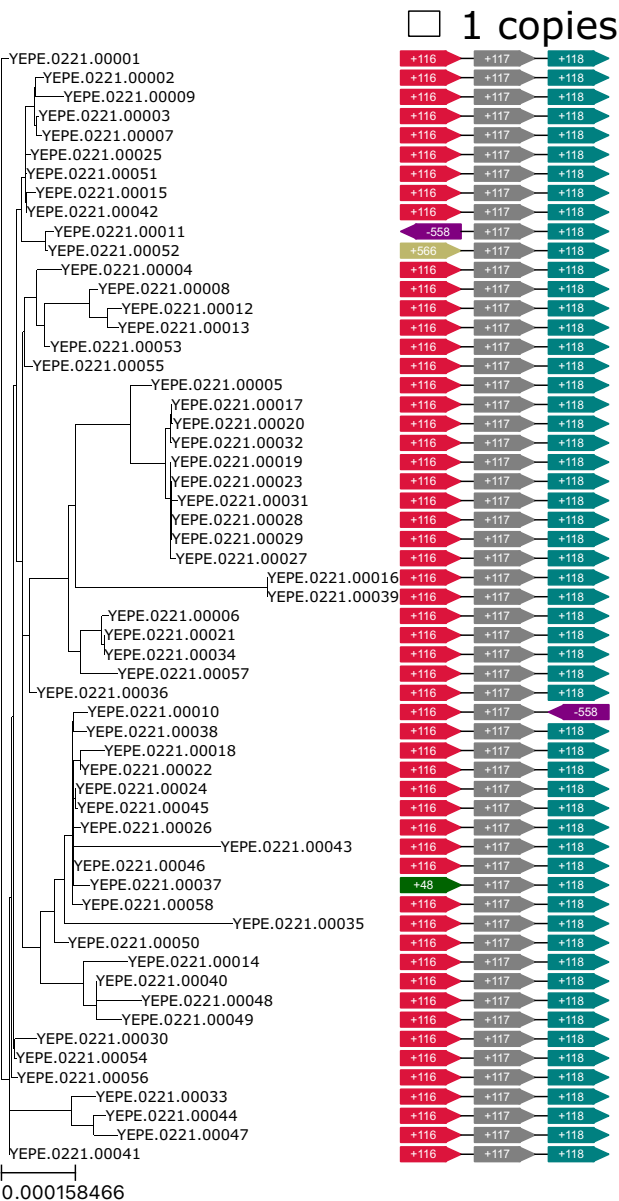 1 copies
YEPE.0221.00001 +116 +117 +118
YEPE.0221.00002 +116 +117 +118
YEPE.0221.00009 +116 +117 +118
YEPE.0221.00003 +116 +117 +118
YEPE.0221.00007 +116 +117 +118
YEPE.0221.00025 +116 +117 +118
YEPE.0221.00051 +116 +117 +118
YEPE.0221.00015 +116 +117 +118
YEPE.0221.00042 +116 +117 +118
YEPE.0221.00011 -558 +117 +118
YEPE.0221.00052 +566 +117 +118
YEPE.0221.00004 +116 +117 +118
YEPE.0221.00008 +116 +117 +118
YEPE.0221.00012 +116 +117 +118
YEPE.0221.00013 +116 +117 +118
YEPE.0221.00053 +116 +117 +118
YEPE.0221.00055 +116 +117 +118
YEPE.0221.00005 +116 +117 +118
YEPE.0221.00017 +116 +117 +118
YEPE.0221.00020 +116 +117 +118
YEPE.0221.00032 +116 +117 +118
YEPE.0221.00019 +116 +117 +118
YEPE.0221.00023 +116 +117 +118
YEPE.0221.00031 +116 +117 +118
YEPE.0221.00028 +116 +117 +118
YEPE.0221.00029 +116 +117 +118
YEPE.0221.00027 +116 +117 +118
YEPE.0221.00016 +116 +117 +118
YEPE.0221.00039 +116 +117 +118
YEPE.0221.00006 +116 +117 +118
YEPE.0221.00021 +116 +117 +118
YEPE.0221.00034 +116 +117 +118
YEPE.0221.00057 +116 +117 +118
YEPE.0221.00036 +116 +117 +118
YEPE.0221.00010 +116 +117 -558
YEPE.0221.00038 +116 +117 +118
YEPE.0221.00018 +116 +117 +118
YEPE.0221.00022 +116 +117 +118
YEPE.0221.00024 +116 +117 +118
YEPE.0221.00045 +116 +117 +118
YEPE.0221.00026 +116 +117 +118
YEPE.0221.00043 +116 +117 +118
YEPE.0221.00046 +116 +117 +118
YEPE.0221.00037 +48 +117 +118
YEPE.0221.00058 +116 +117 +118
YEPE.0221.00035 +116 +117 +118
YEPE.0221.00050 +116 +117 +118
YEPE.0221.00014 +116 +117 +118
YEPE.0221.00040 +116 +117 +118
YEPE.0221.00048 +116 +117 +118
YEPE.0221.00049 +116 +117 +118
YEPE.0221.00030 +116 +117 +118
YEPE.0221.00054 +116 +117 +118
YEPE.0221.00056 +116 +117 +118
YEPE.0221.00033 +116 +117 +118
YEPE.0221.00044 +116 +117 +118
YEPE.0221.00047 +116 +117 +118
YEPE.0221.00041 +116 +117 +118
0.000158466